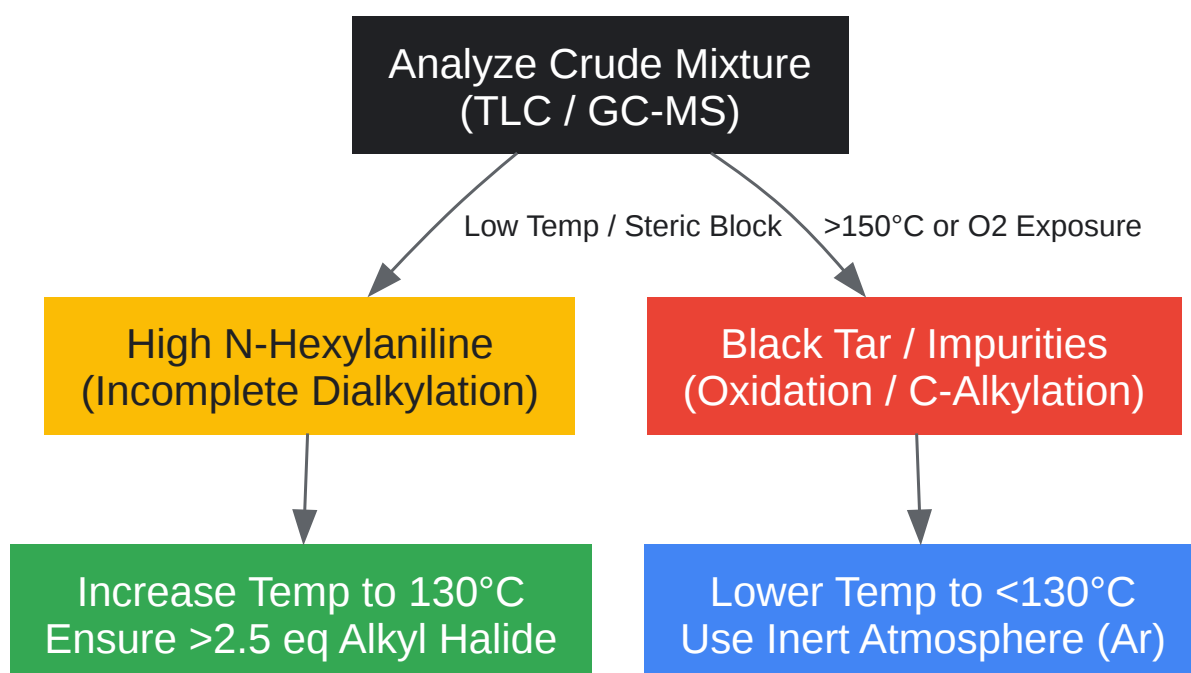 Analyze Crude Mixture
(TLC / GC-MS)
Low Temp / Steric Block
>150°C or O2 Exposure
High N-Hexylaniline
(Incomplete Dialkylation)
Black Tar / Impurities
(Oxidation / C-Alkylation)
Increase Temp to 130°C
Ensure >2.5 eq Alkyl Halide
Lower Temp to <130°C
Use Inert Atmosphere (Ar)